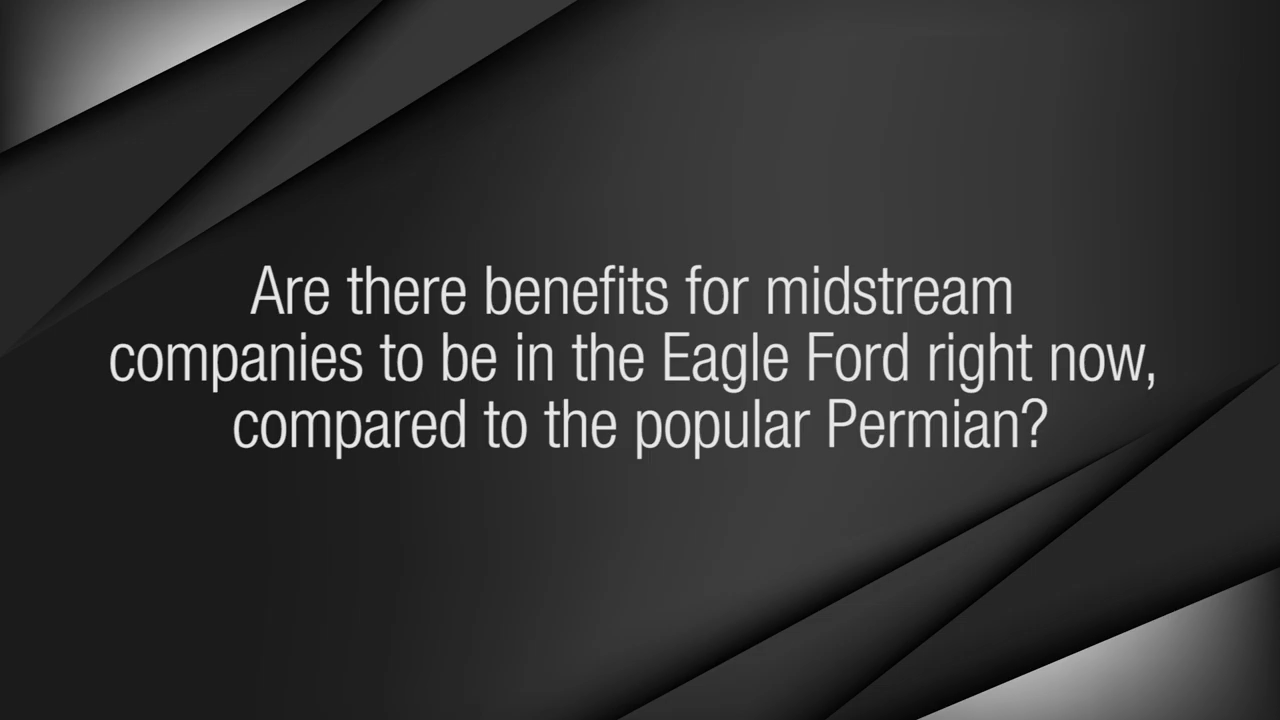 Are there benefits for midstream
companies to be in the Eagle Ford right now,
compared to the popular Permian?